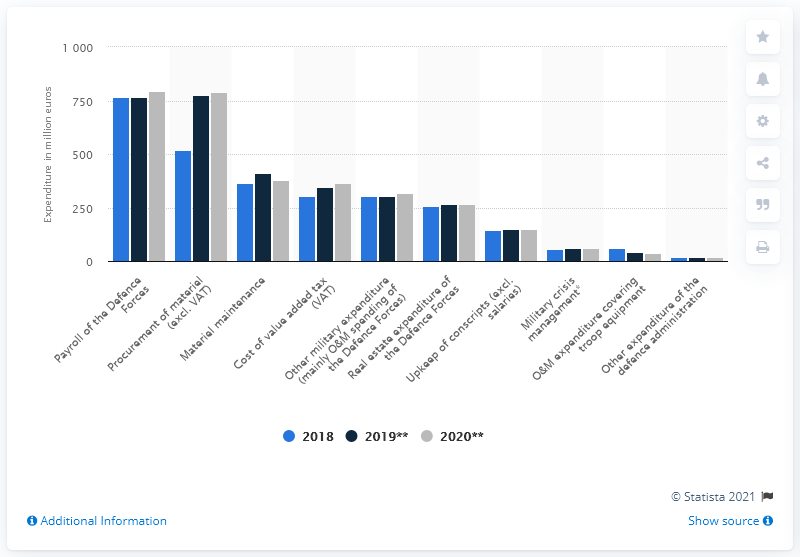 1 000
750
500
250
0
Expenditure in million euros
Payroll of the Defence
Forces
Procurement of materiel
(excl. VAT)
Materiel maintenance
Cost of value added tax
(VAT)
Other military expenditure
(mainly O&M spending of
the Defence Forces)
Real estate expenditure of
the Defence Forces
Upkeep of conscripts (excl.
salaries)
Military crisis
management*
O&M expenditure covering
troop equipment
Other expenditure of the
defence administration
2018
2019**
2020**
© Statista 2021
Additional Information
Show source